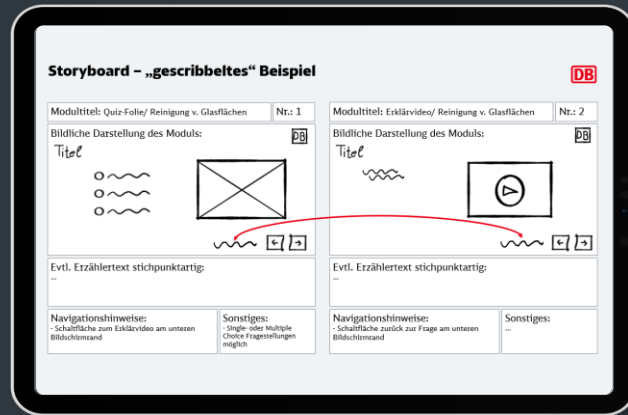 Storyboard – „gescribbeltes“ Beispiel
DB
Modultitel: Quiz-Folie/ Reinigung v. Glasflächen
Nr.: 1
Bildliche Darstellung des Moduls:
DB
Titel
Evtl. Erzählertext stichpunktartig:
...
Navigationshinweise:
- Schaltfläche zum Erklärvideo am unteren
Bildschirmrand
Sonstiges:
- Single- oder Multiple
Choice Fragestellungen
möglich
Modultitel: Erklärvideo/ Reinigung v. Glasflächen
Nr.: 2
Bildliche Darstellung des Moduls:
DB
Titel
Evtl. Erzählertext stichpunktartig:
...
Navigationshinweise:
- Schaltfläche zurück zur Frage am unteren
Bildschirmrand
Sonstiges:
...